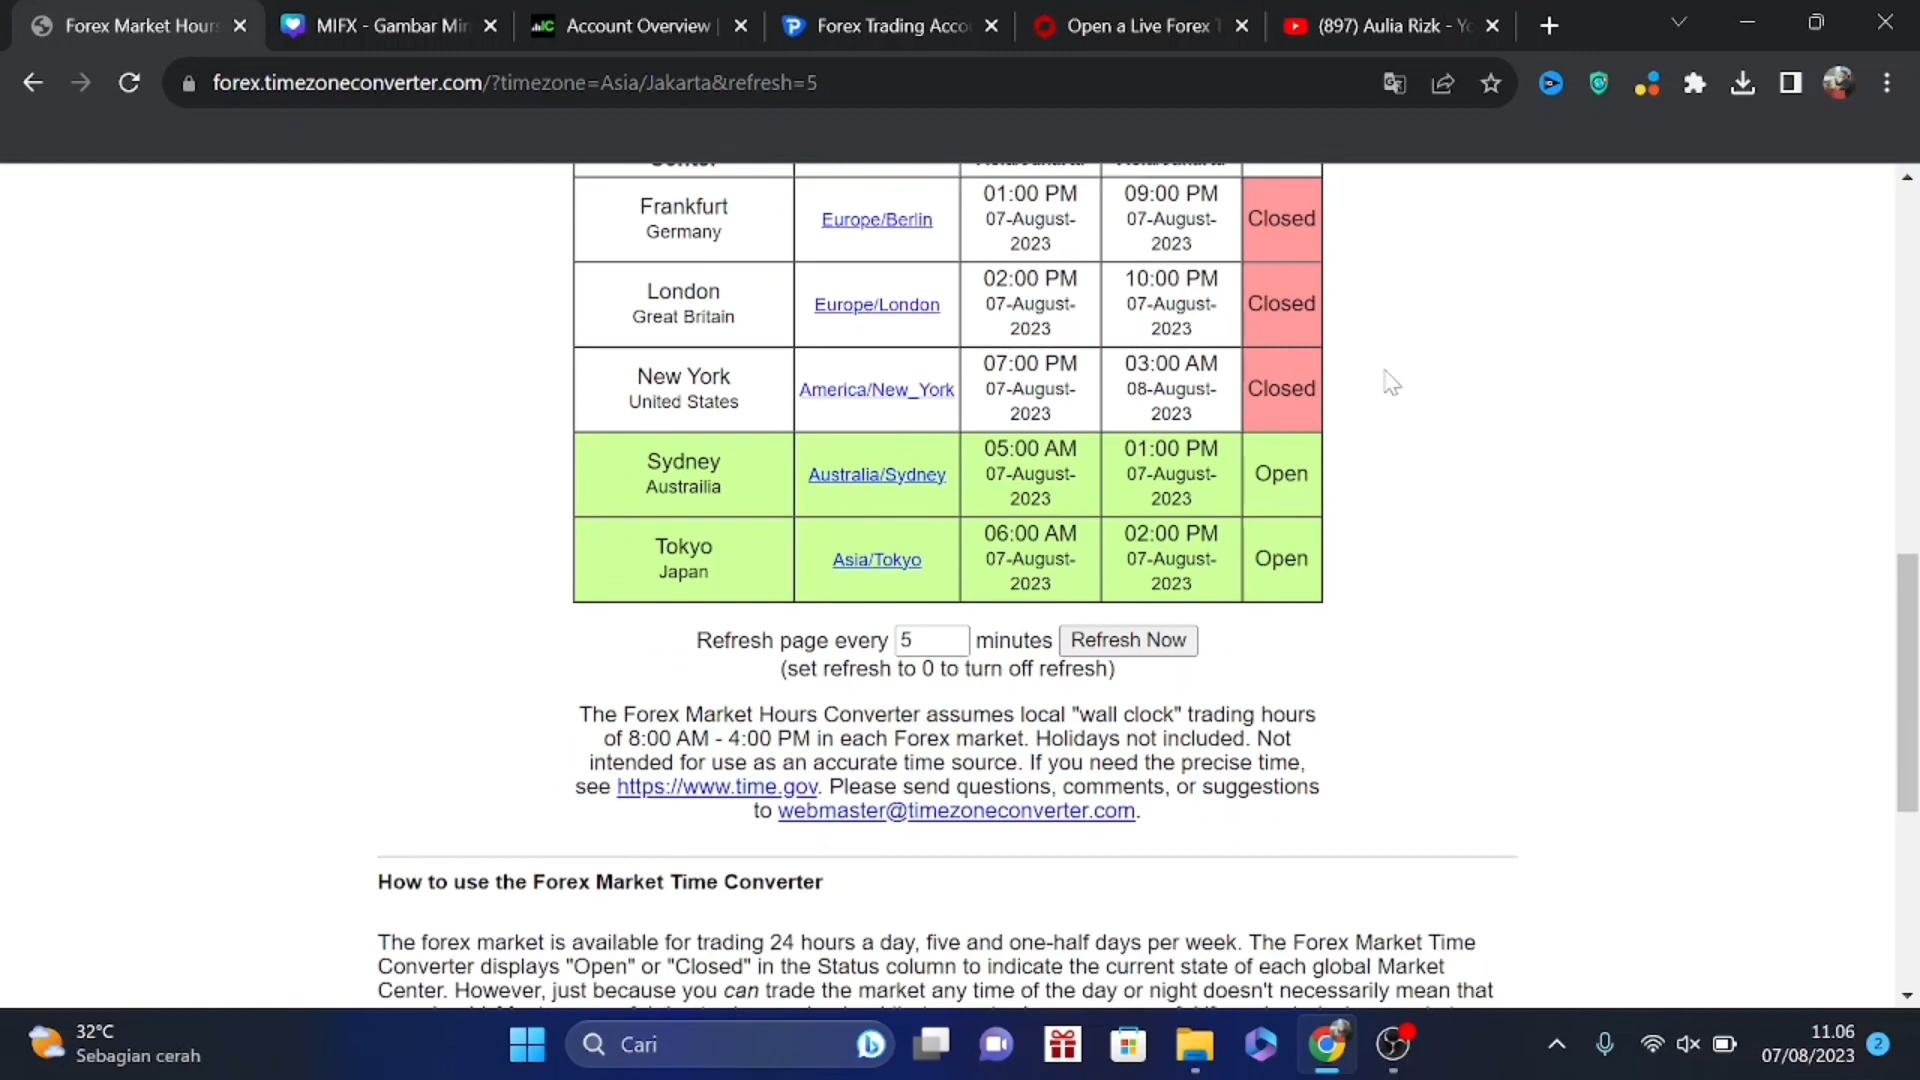 Forex Market Hours
MIFX - Gambar Min
Account Overview |
Forex Trading Acco
Open a Live Forex T
(897) Aulia Rizk - Yo
forex.timezoneconverter.com/?timezone=Asia/Jakarta&refresh=5
Frankfurt
Germany
Europe/Berlin
01:00 PM
07-August-
2023
09:00 PM
07-August-
2023
Closed
London
Great Britain
Europe/London
02:00 PM
07-August-
2023
10:00 PM
07-August-
2023
Closed
New York
United States
America/New_York
07:00 PM
07-August-
2023
03:00 AM
08-August-
2023
Closed
Sydney
Austrailia
Australia/Sydney
05:00 AM
07-August-
2023
01:00 PM
07-August-
2023
Open
Tokyo
Japan
Asia/Tokyo
06:00 AM
07-August-
2023
02:00 PM
07-August-
2023
Open
Refresh page every 5 minutes Refresh Now
(set refresh to 0 to turn off refresh)
The Forex Market Hours Converter assumes local "wall clock" trading hours
of 8:00 AM - 4:00 PM in each Forex market. Holidays not included. Not
intended for use as an accurate time source. If you need the precise time,
see https://www.time.gov. Please send questions, comments, or suggestions
to webmaster@timezoneconverter.com.
How to use the Forex Market Time Converter
The forex market is available for trading 24 hours a day, five and one-half days per week. The Forex Market Time
Converter displays "Open" or "Closed" in the Status column to indicate the current state of each global Market
Center. However, just because you can trade the market any time of the day or night doesn't necessarily mean that
32°C
Sebagian cerah
Cari
11.06
07/08/2023
2